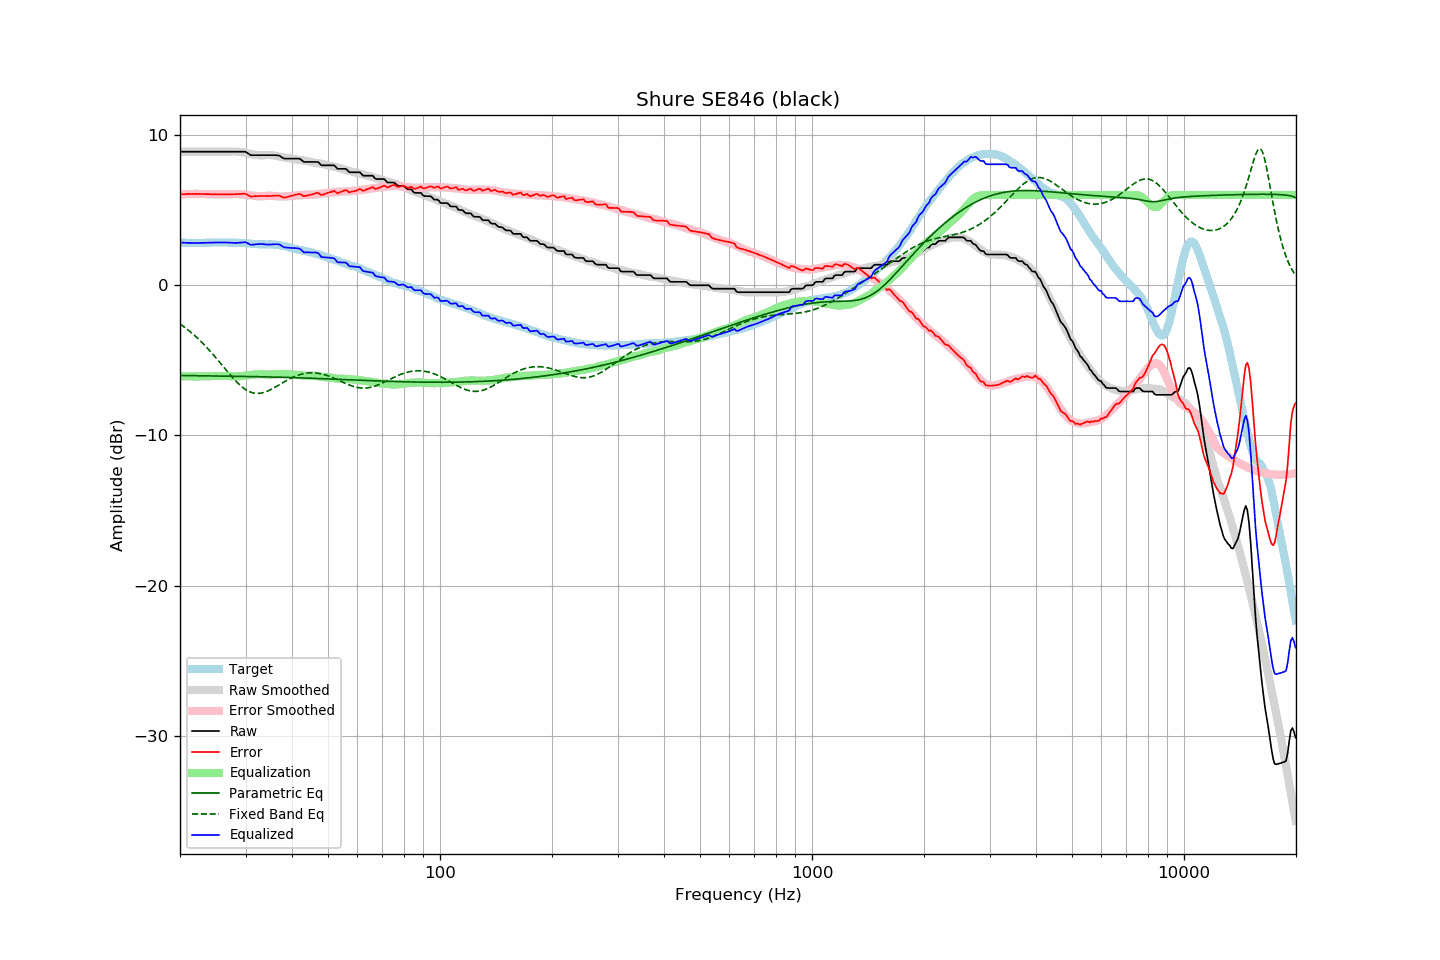 Shure SE846 (black)
10
0
−10
−20
−30
Amplitude (dBr)
Target
Raw Smoothed
Error Smoothed
Raw
Error
Equalization
Parametric Eq
Fixed Band Eq
Equalized
100
1000
10000
Frequency (Hz)